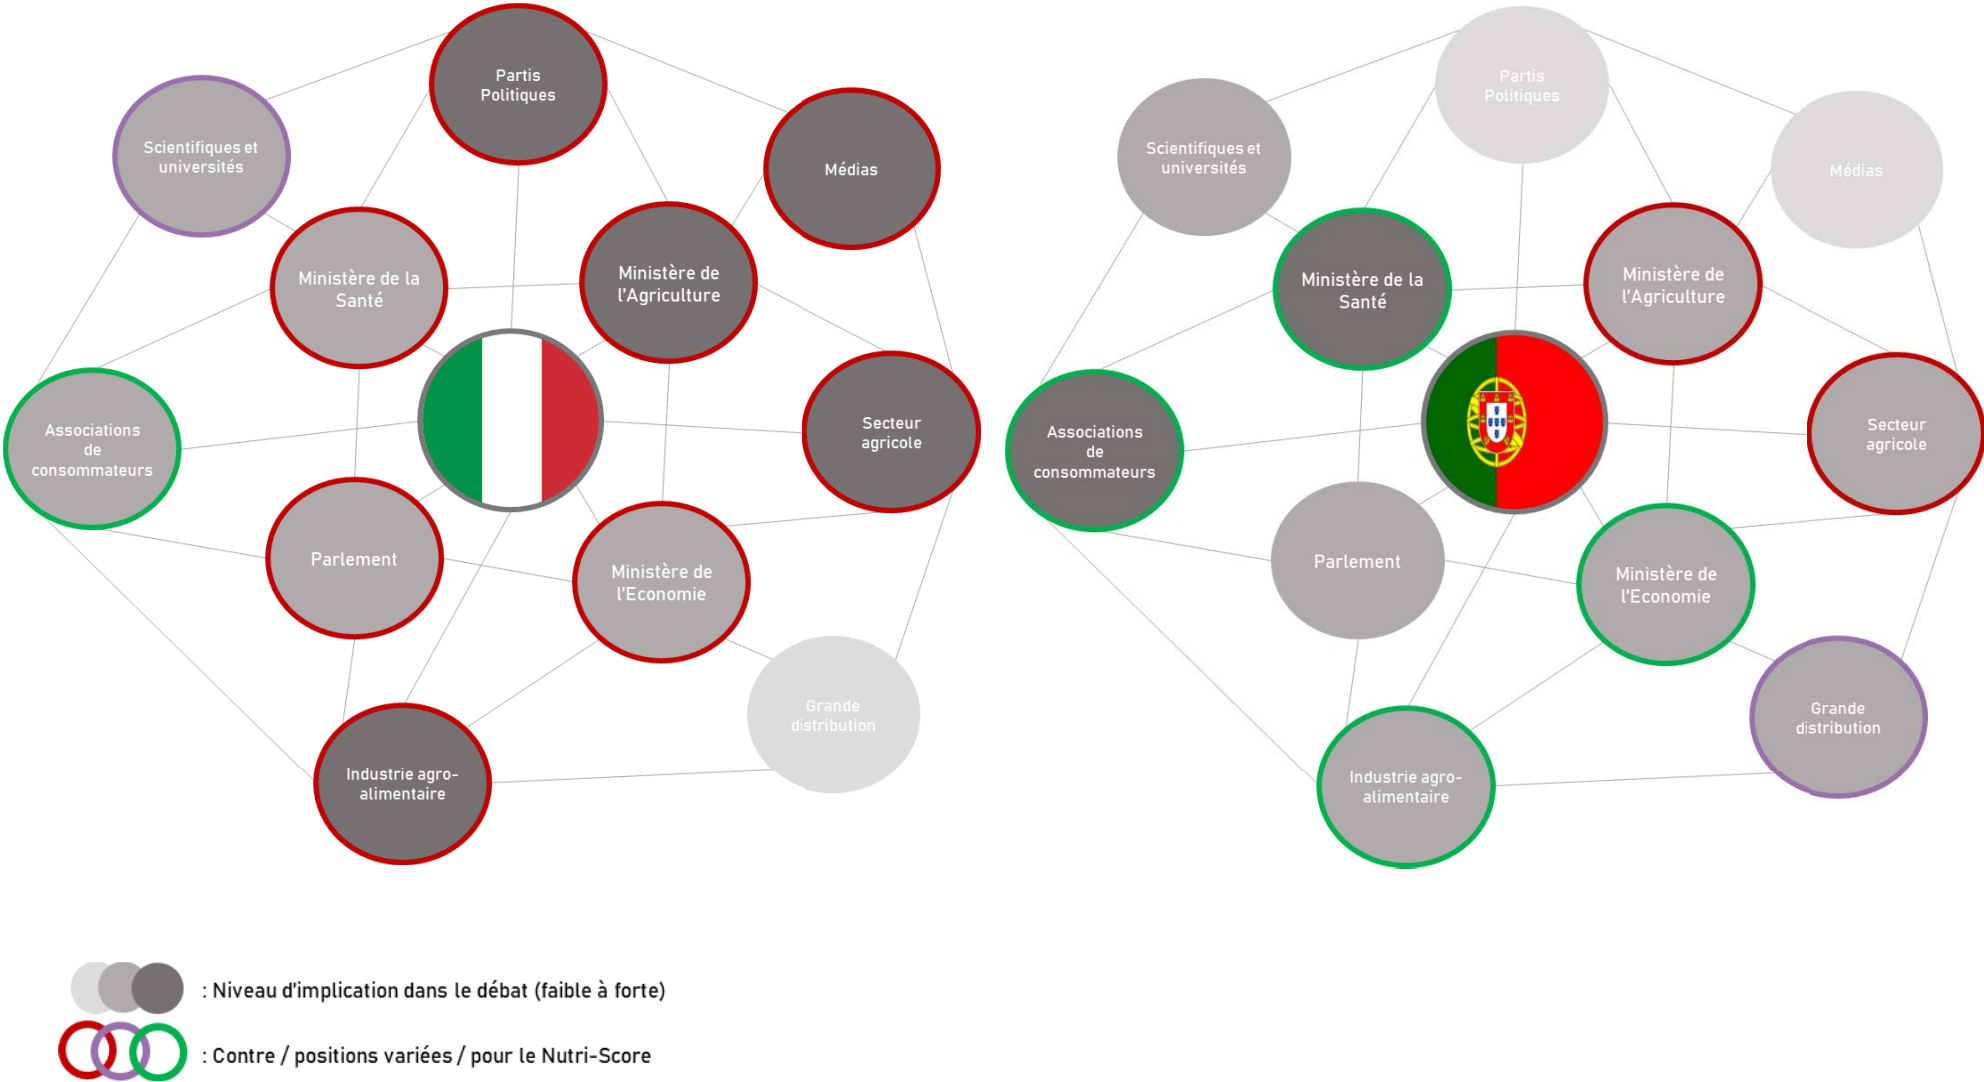 Partis
Politiques
Scientifiques et
universités
Médias
Ministère de la
Santé
Ministère de
l'Agriculture
Associations
de
consommateurs
Secteur
agricole
Parlement
Ministère de
l'Economie
Grande
distribution
Industrie agro-
alimentaire
Partis
Politiques
Scientifiques et
universités
Médias
Ministère de la
Santé
Ministère de
l'Agriculture
Associations
de
consommateurs
Secteur
agricole
Parlement
Ministère de
l'Economie
Grande
distribution
Industrie agro-
alimentaire
: Niveau d'implication dans le débat (faible à forte)
: Contre / positions variées / pour le Nutri-Score